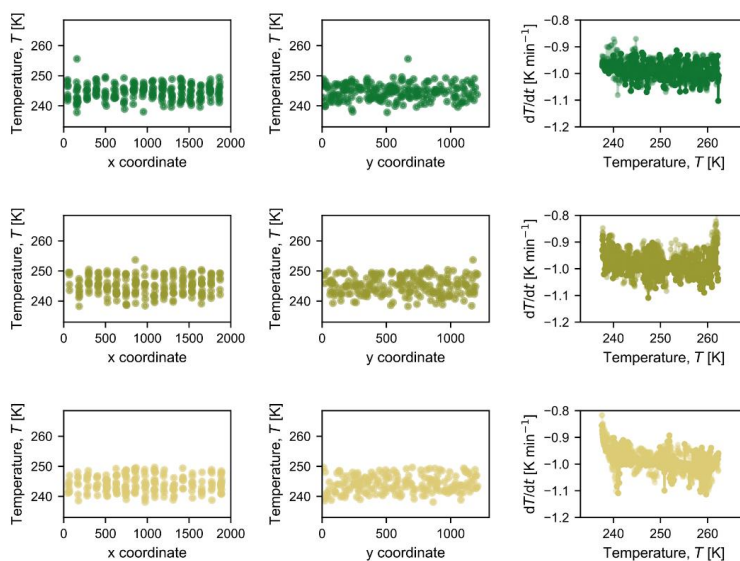 Temperature, T [K]
260
250
240
0 500 1000 1500 2000
x coordinate
Temperature, T [K]
260
250
240
0 500 1000
y coordinate
dT/dt [K min⁻¹]
−0.8
−0.9
−1.0
−1.1
−1.2
240 250 260
Temperature, T [K]
Temperature, T [K]
260
250
240
0 500 1000 1500 2000
x coordinate
Temperature, T [K]
260
250
240
0 500 1000
y coordinate
dT/dt [K min⁻¹]
−0.8
−0.9
−1.0
−1.1
−1.2
240 250 260
Temperature, T [K]
Temperature, T [K]
260
250
240
0 500 1000 1500 2000
x coordinate
Temperature, T [K]
260
250
240
0 500 1000
y coordinate
dT/dt [K min⁻¹]
−0.8
−0.9
−1.0
−1.1
−1.2
240 250 260
Temperature, T [K]